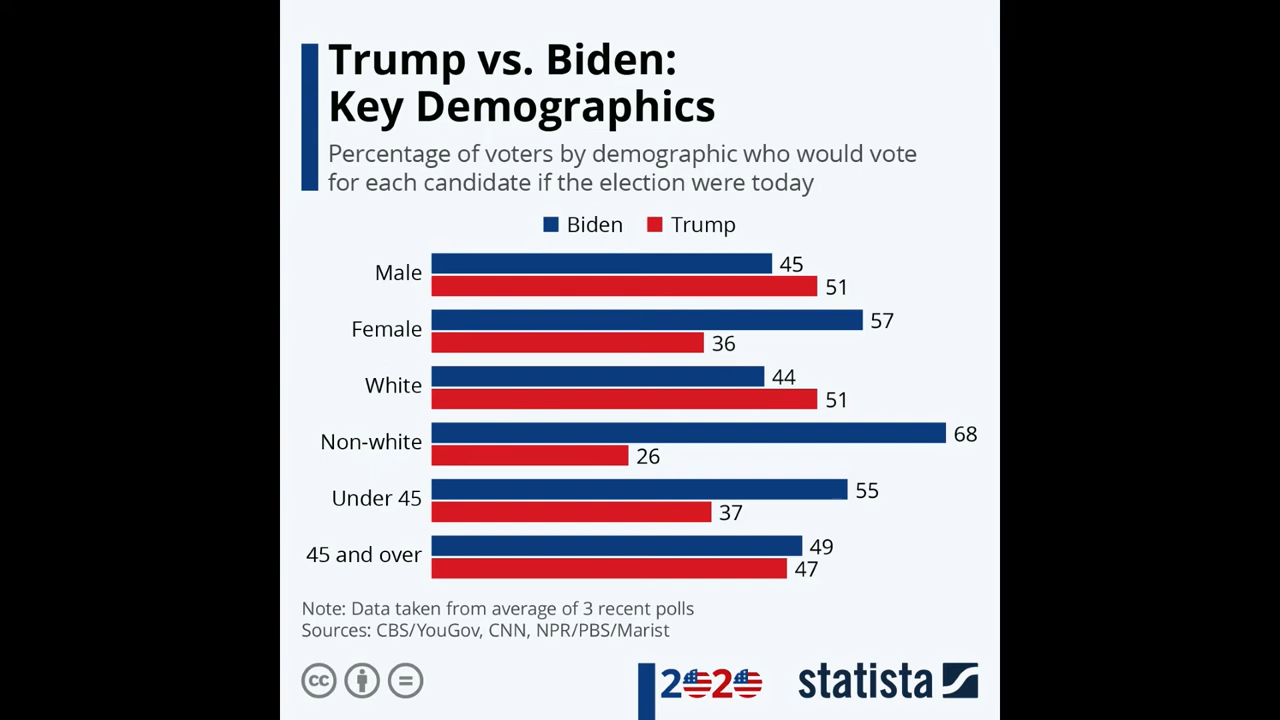 Trump vs. Biden:
Key Demographics
Percentage of voters by demographic who would vote
for each candidate if the election were today
Biden Trump
Male 45
51
Female 57
36
White 44
51
Non-white 68
26
Under 45 55
37
45 and over 49
47
Note: Data taken from average of 3 recent polls
Sources: CBS/YouGov, CNN, NPR/PBS/Marist
cc
2020
statista